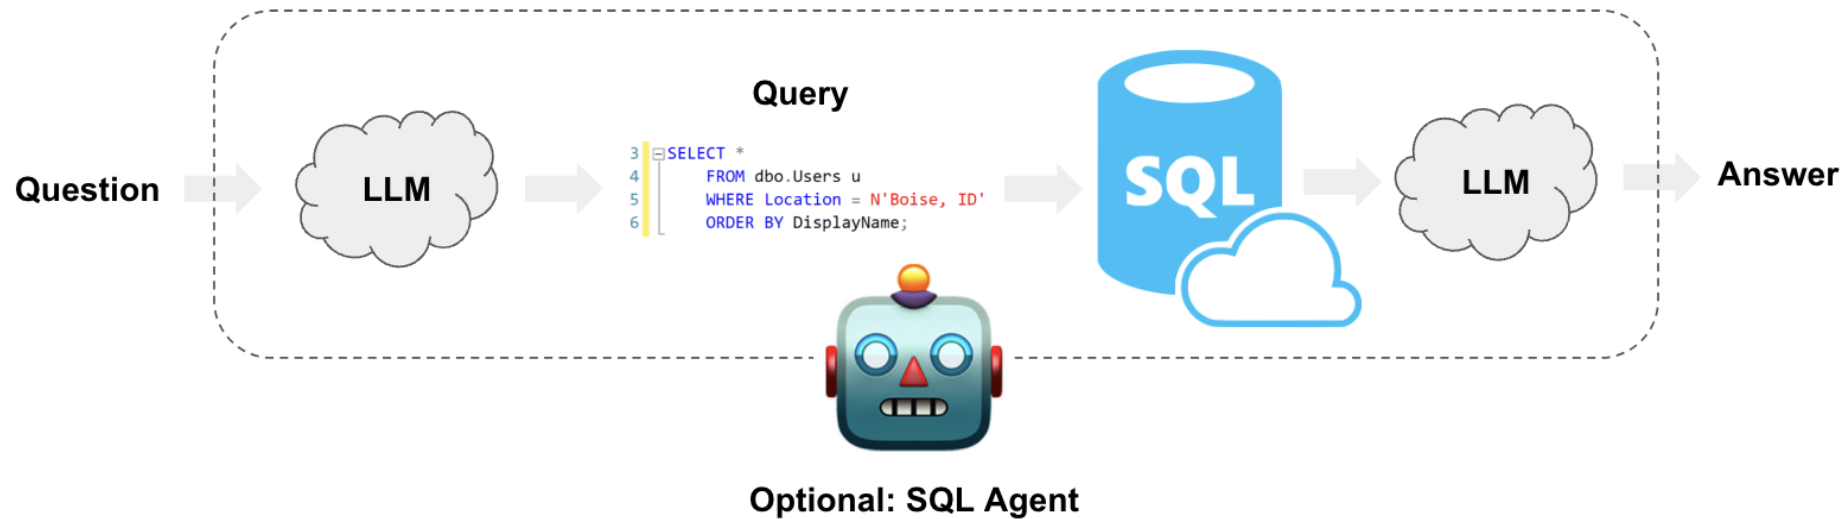 Question
LLM
Query
3 SELECT *
4 FROM dbo.Users u
5 WHERE Location = N'Boise, ID'
6 ORDER BY DisplayName;
SQL
LLM
Answer
Optional: SQL Agent